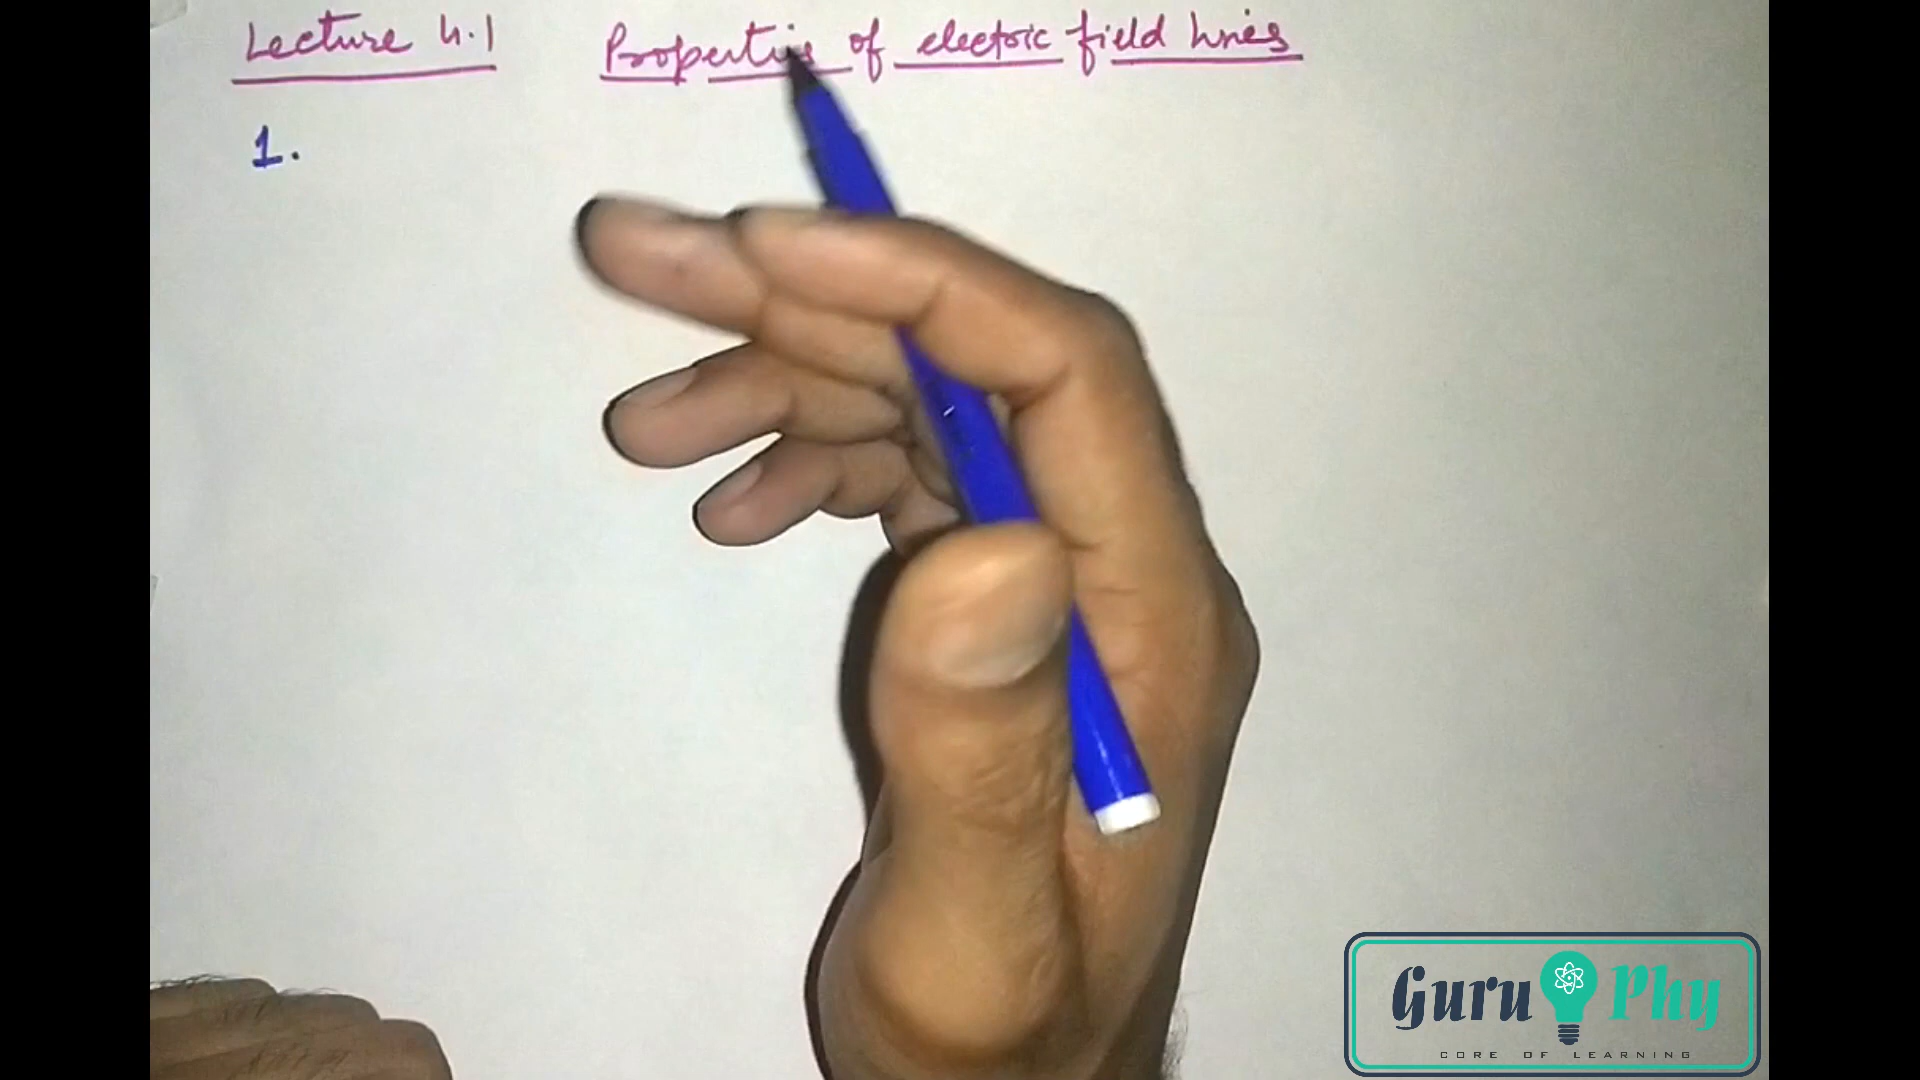 Lecture 4.1 Properties of electric field lines
1.
Guru Phy
CORE OF LEARNING